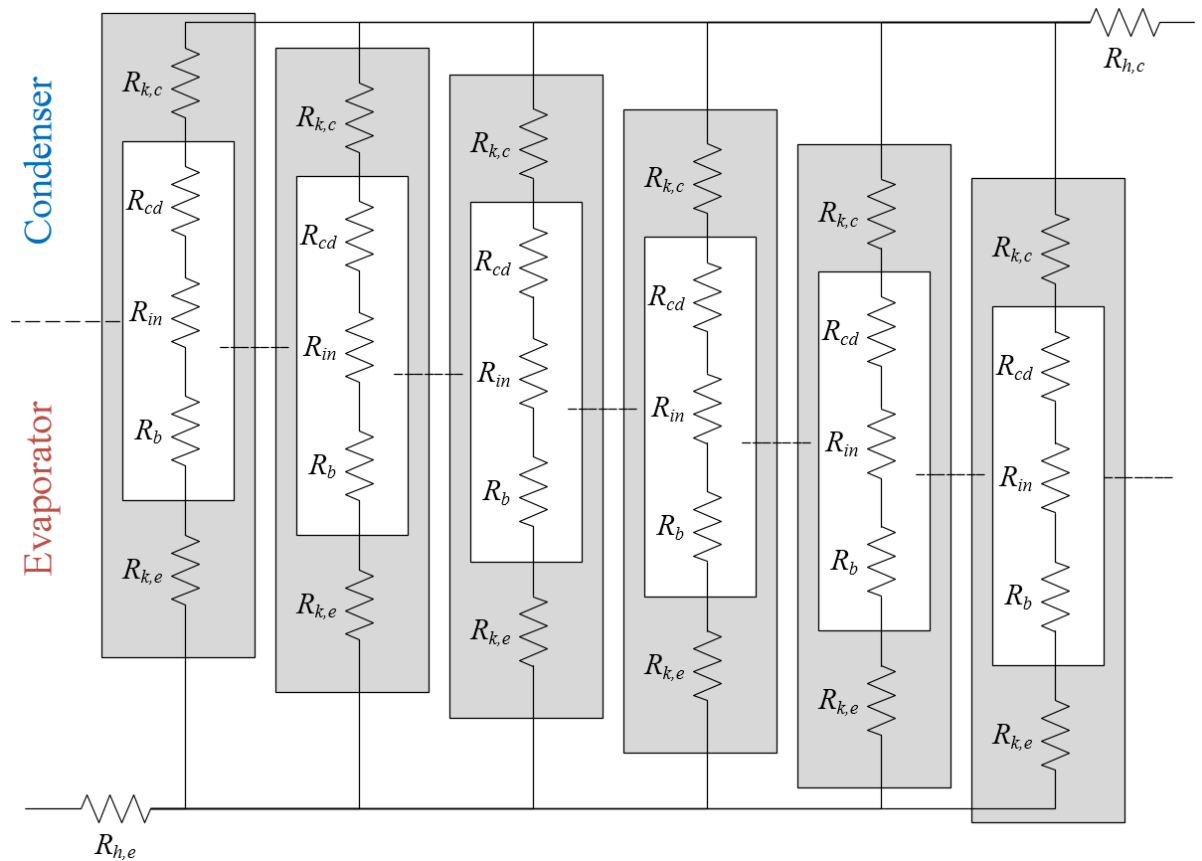 Condenser
Evaporator
R_{h,c}
R_{k,c}
R_{cd}
R_{in}
R_b
R_{k,e}
R_{k,c}
R_{cd}
R_{in}
R_b
R_{k,e}
R_{k,c}
R_{cd}
R_{in}
R_b
R_{k,e}
R_{k,c}
R_{cd}
R_{in}
R_b
R_{k,e}
R_{k,c}
R_{cd}
R_{in}
R_b
R_{k,e}
R_{k,c}
R_{cd}
R_{in}
R_b
R_{k,e}
R_{h,e}